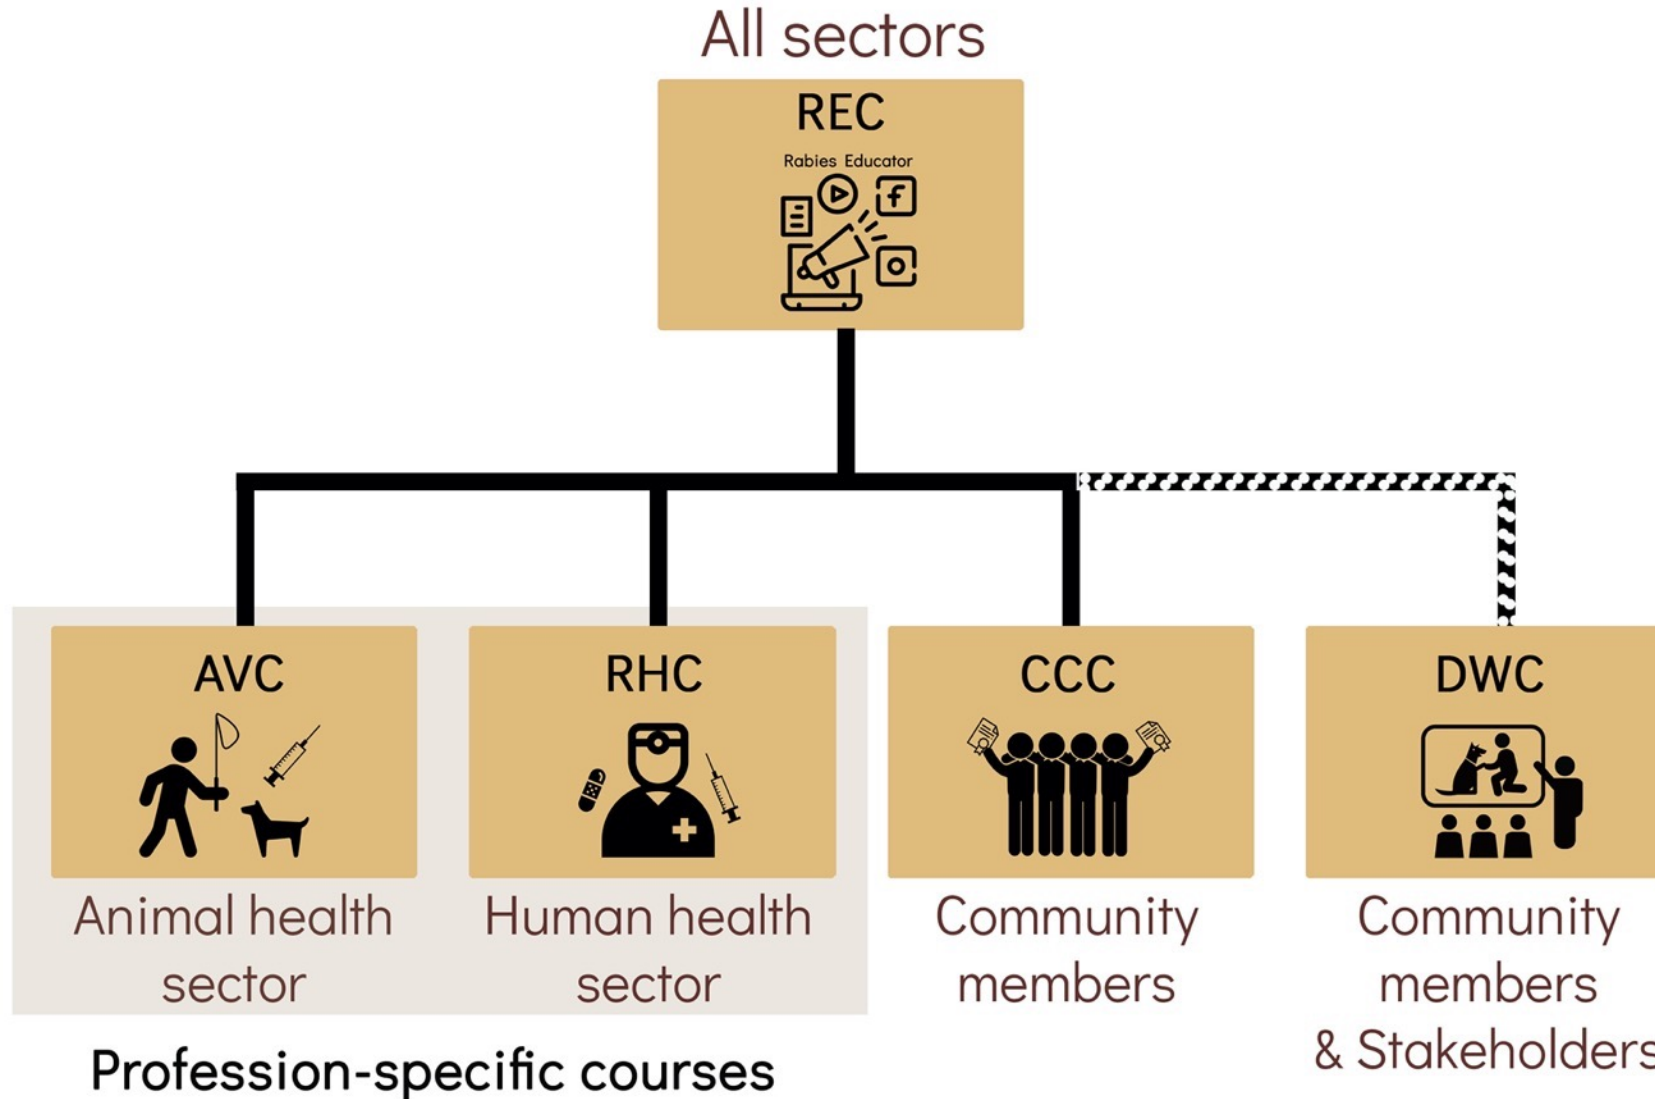 All sectors
REC
Rabies Educator
AVC
RHC
CCC
DWC
Animal health
sector
Human health
sector
Community
members
Community
members
& Stakeholders
Profession-specific courses